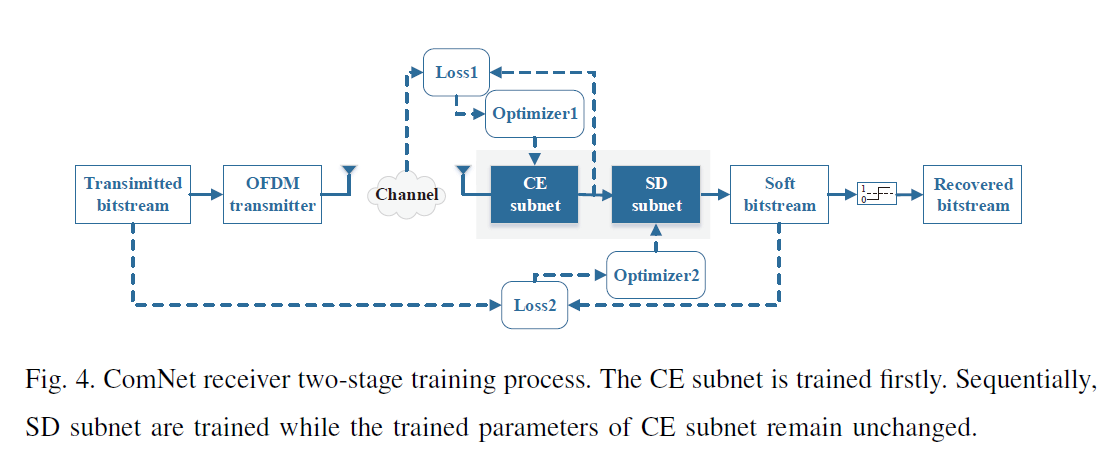 Loss1
Optimizer1
Transimitted
bitstream
OFDM
transmitter
Channel
CE
subnet
SD
subnet
Soft
bitstream
1
0
Recovered
bitstream
Optimizer2
Loss2
Fig. 4. ComNet receiver two-stage training process. The CE subnet is trained firstly. Sequentially,
SD subnet are trained while the trained parameters of CE subnet remain unchanged.